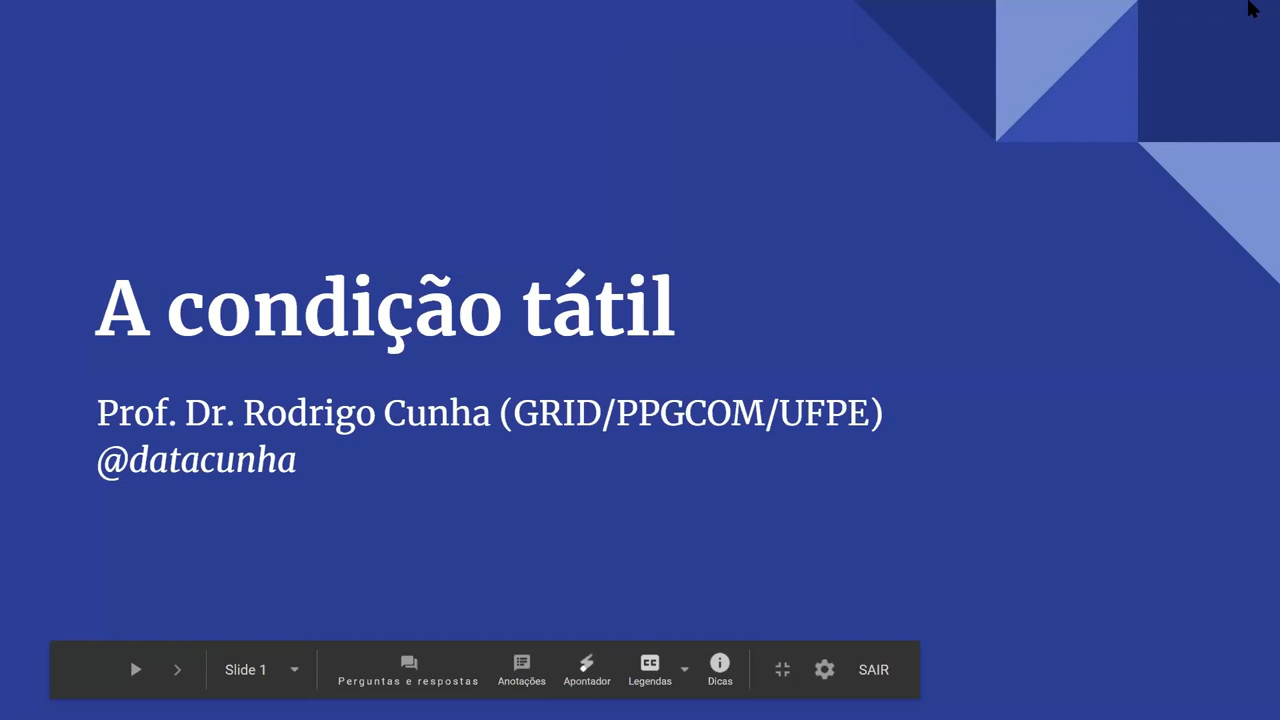 A condição tátil
Prof. Dr. Rodrigo Cunha (GRID/PPGCOM/UFPE)
@datacunha
Slide 1
Perguntas e respostas
Anotações
Apontador
CC
Legendas
Dicas
SAIR